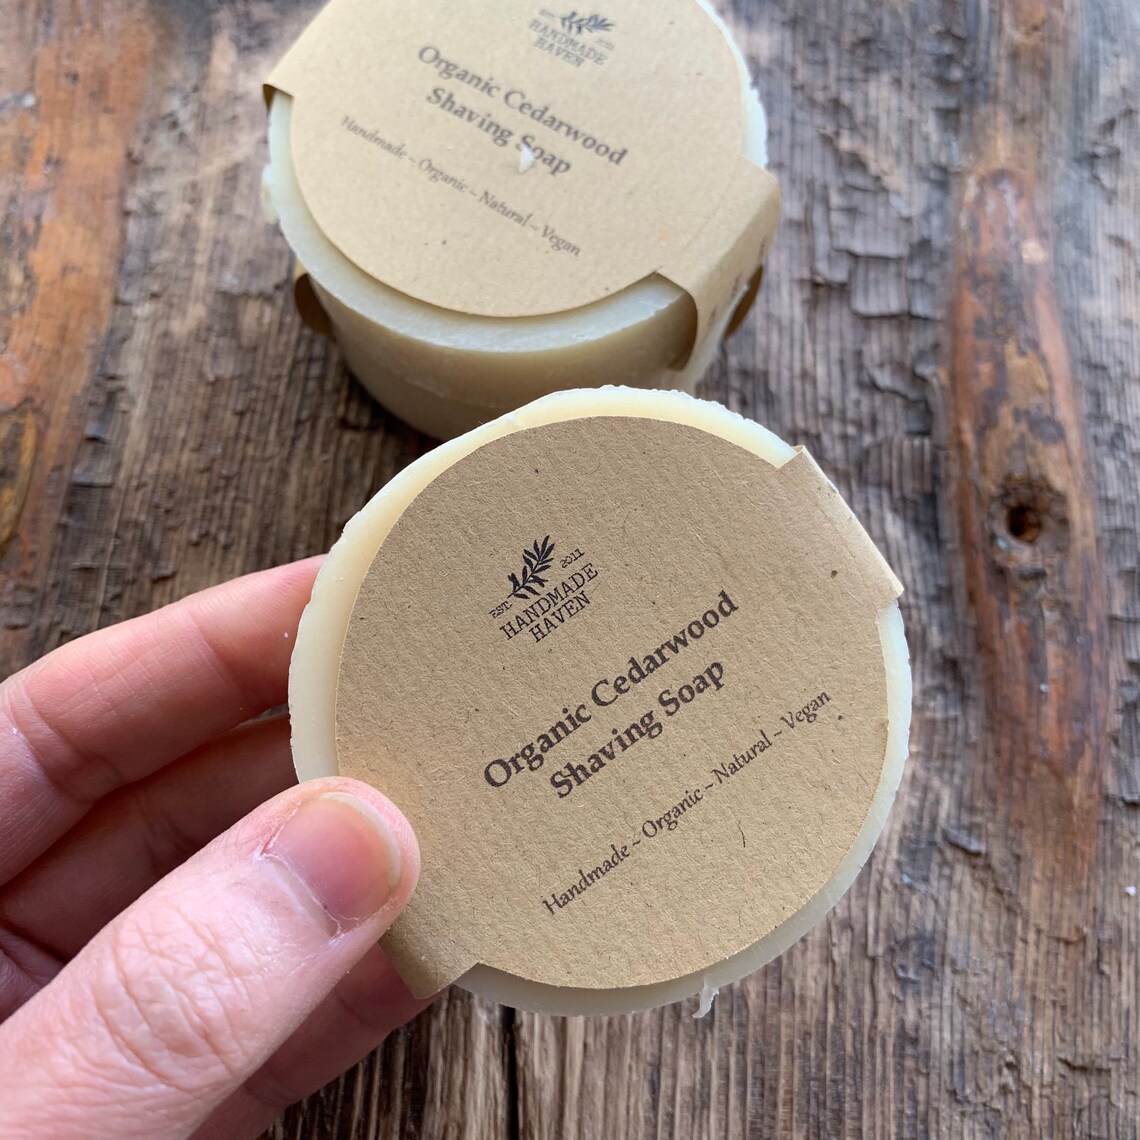 HANDMADE
HAVEN
Organic Cedarwood
Shaving Soap
Handmade ~ Organic ~ Natural ~ Vegan
EST. 2011
HANDMADE
HAVEN
Organic Cedarwood
Shaving Soap
Handmade ~ Organic ~ Natural ~ Vegan